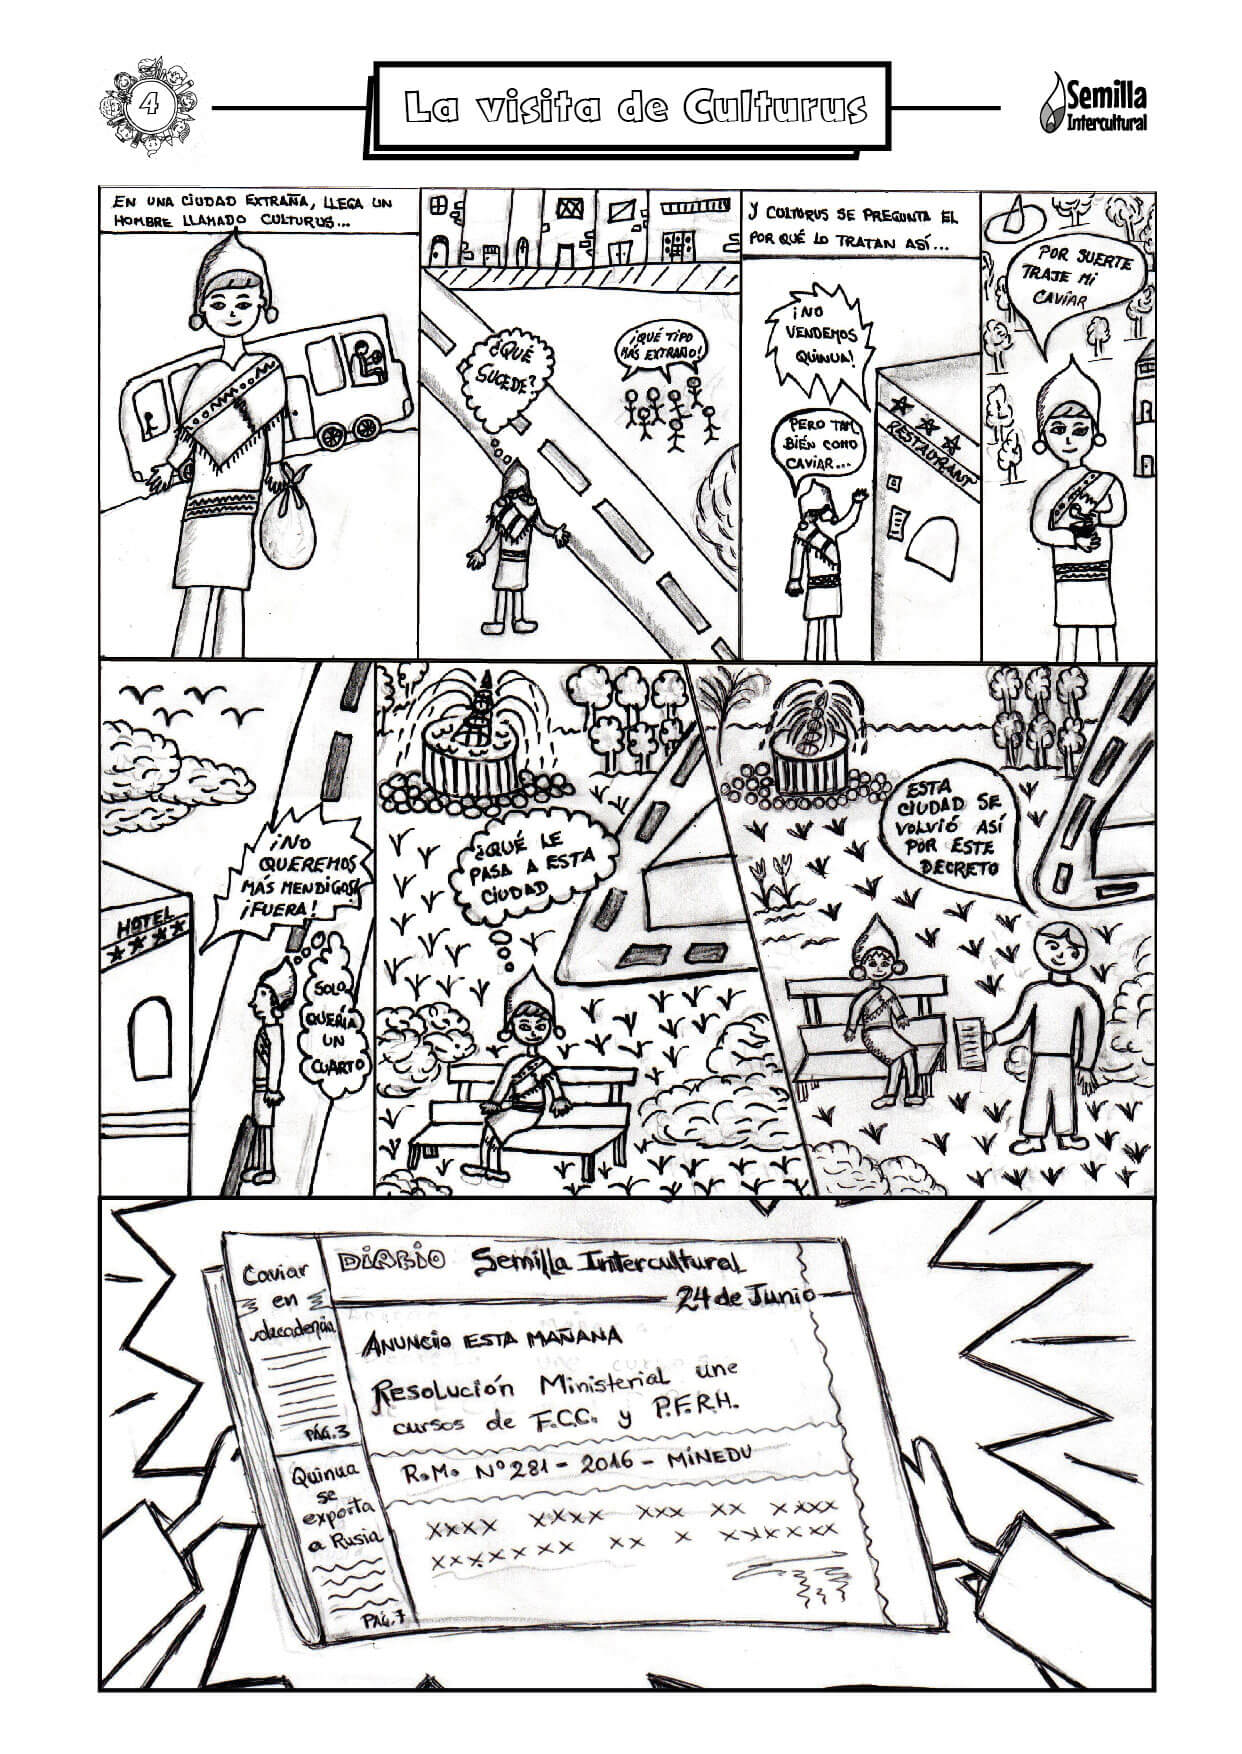 4
La visita de Culturus
Semilla
Intercultural
EN UNA CIUDAD EXTRAÑA, LLEGA UN
HOMBRE LLAMADO CULTURUS...
¿QUÉ
SUCEDE?
¡QUÉ TIPO
MÁS EXTRAÑO!
Y CULTURUS SE PREGUNTA EL
POR QUÉ LO TRATAN ASÍ...
¡NO
VENDEMOS
QUINUA!
PERO TAM
BIÉN COMO
CAVIAR...
RESTAURANT
POR SUERTE
TRAJE MI
CAVIAR
¡NO
QUEREMOS
MÁS MENDIGOS!
¡FUERA!
HOTEL
SOLO
QUERÍA
UN
CUARTO
¿QUÉ LE
PASA A ESTA
CIUDAD
ESTA
CIUDAD SE
VOLVIÓ ASÍ
POR ESTE
DECRETO
DIARIO Semilla Intercultural
24 de Junio
Caviar
en
decadencia
PÁG.3
Quinua
se
exporta
a Rusia
PÁG.7
ANUNCIO ESTA MAÑANA
Resolución Ministerial une
cursos de F.C.C. y P.F.R.H.
R.M. Nº 281 - 2016 - MINEDU
xxxx xxxx xxx xx xxxx
xxxxxxx xx x xxxxxx